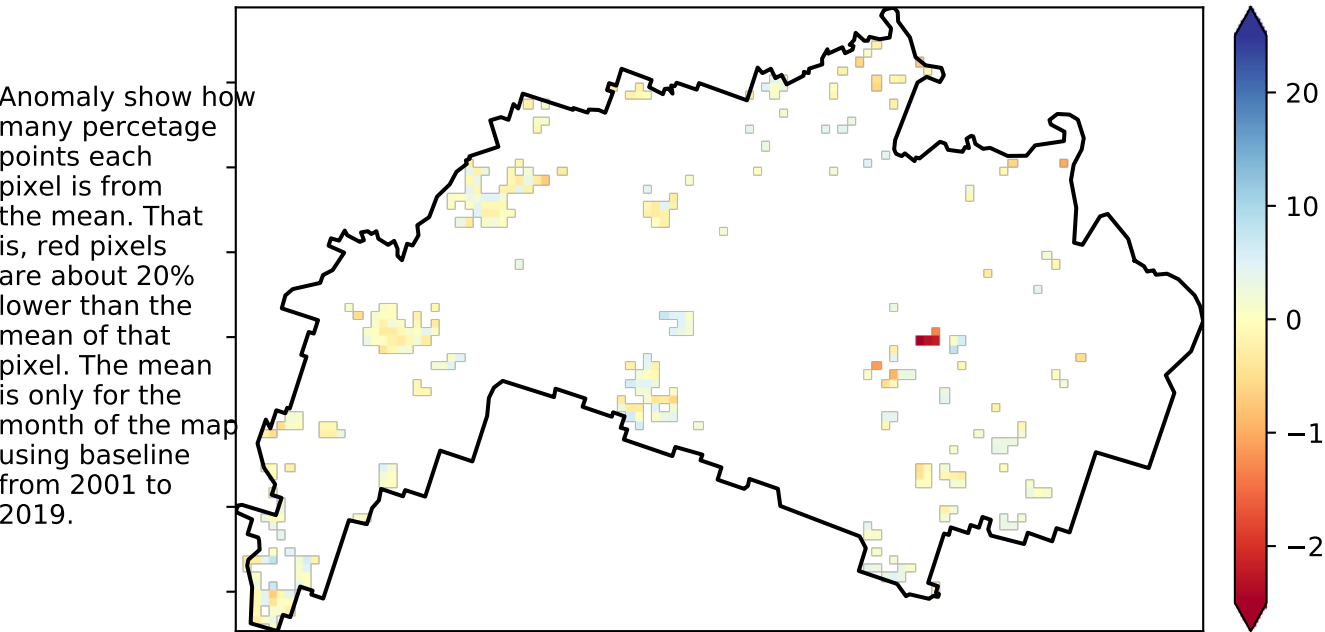 Anomaly show how
many percetage
points each
pixel is from
the mean. That
is, red pixels
are about 20%
lower than the
mean of that
pixel. The mean
is only for the
month of the map
using baseline
from 2001 to
2019.
20
10
0
−1
−2